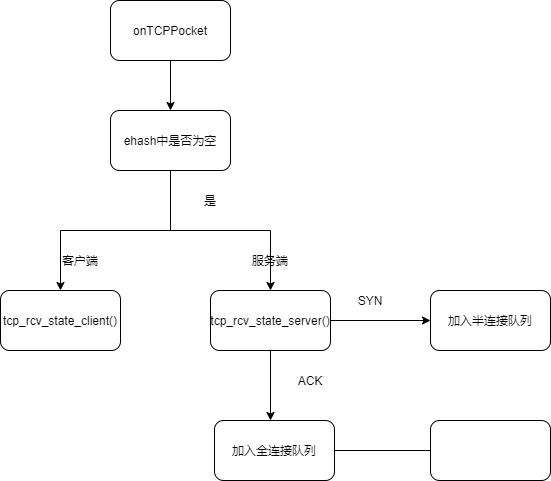 onTCPPocket
ehash中是否为空
是
客户端
服务端
tcp_rcv_state_client()
tcp_rcv_state_server()
SYN
加入半连接队列
ACK
加入全连接队列